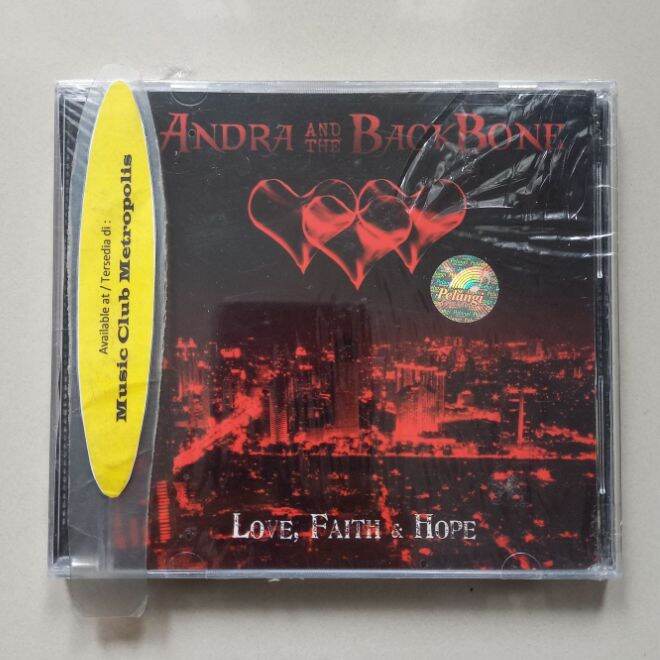 ANDRA AND THE BACKBONE
Available at / Tersedia di :
Music Club Metropolis
Pelangi
LOVE, FAITH & HOPE